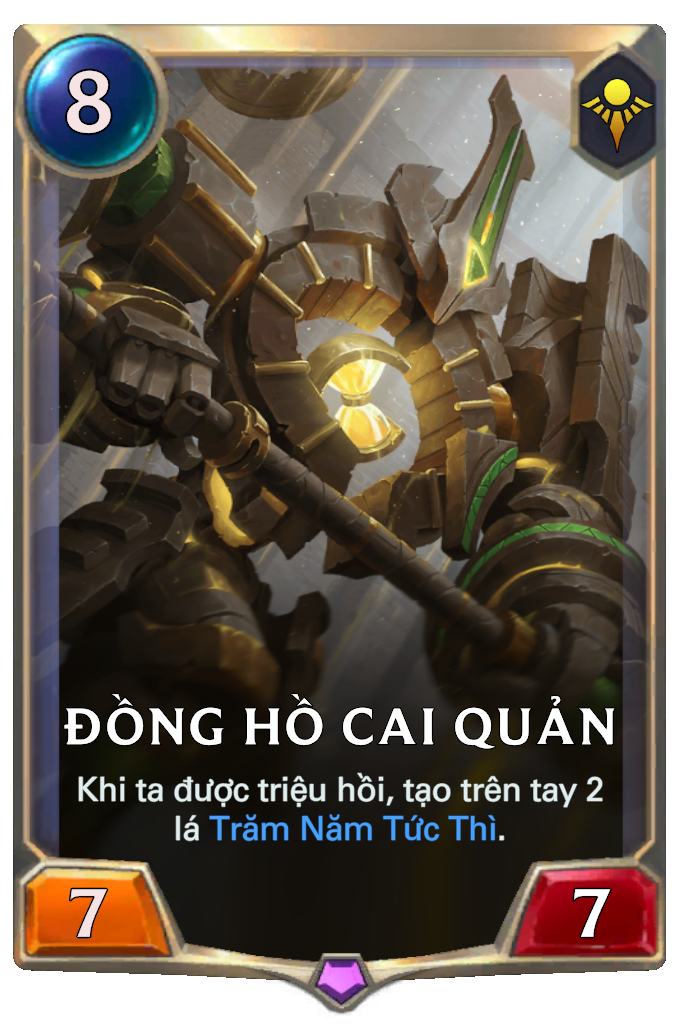 8
ĐỒNG HỒ CAI QUẢN
Khi ta được triệu hồi, tạo trên tay 2
lá Trăm Năm Tức Thì.
7
7